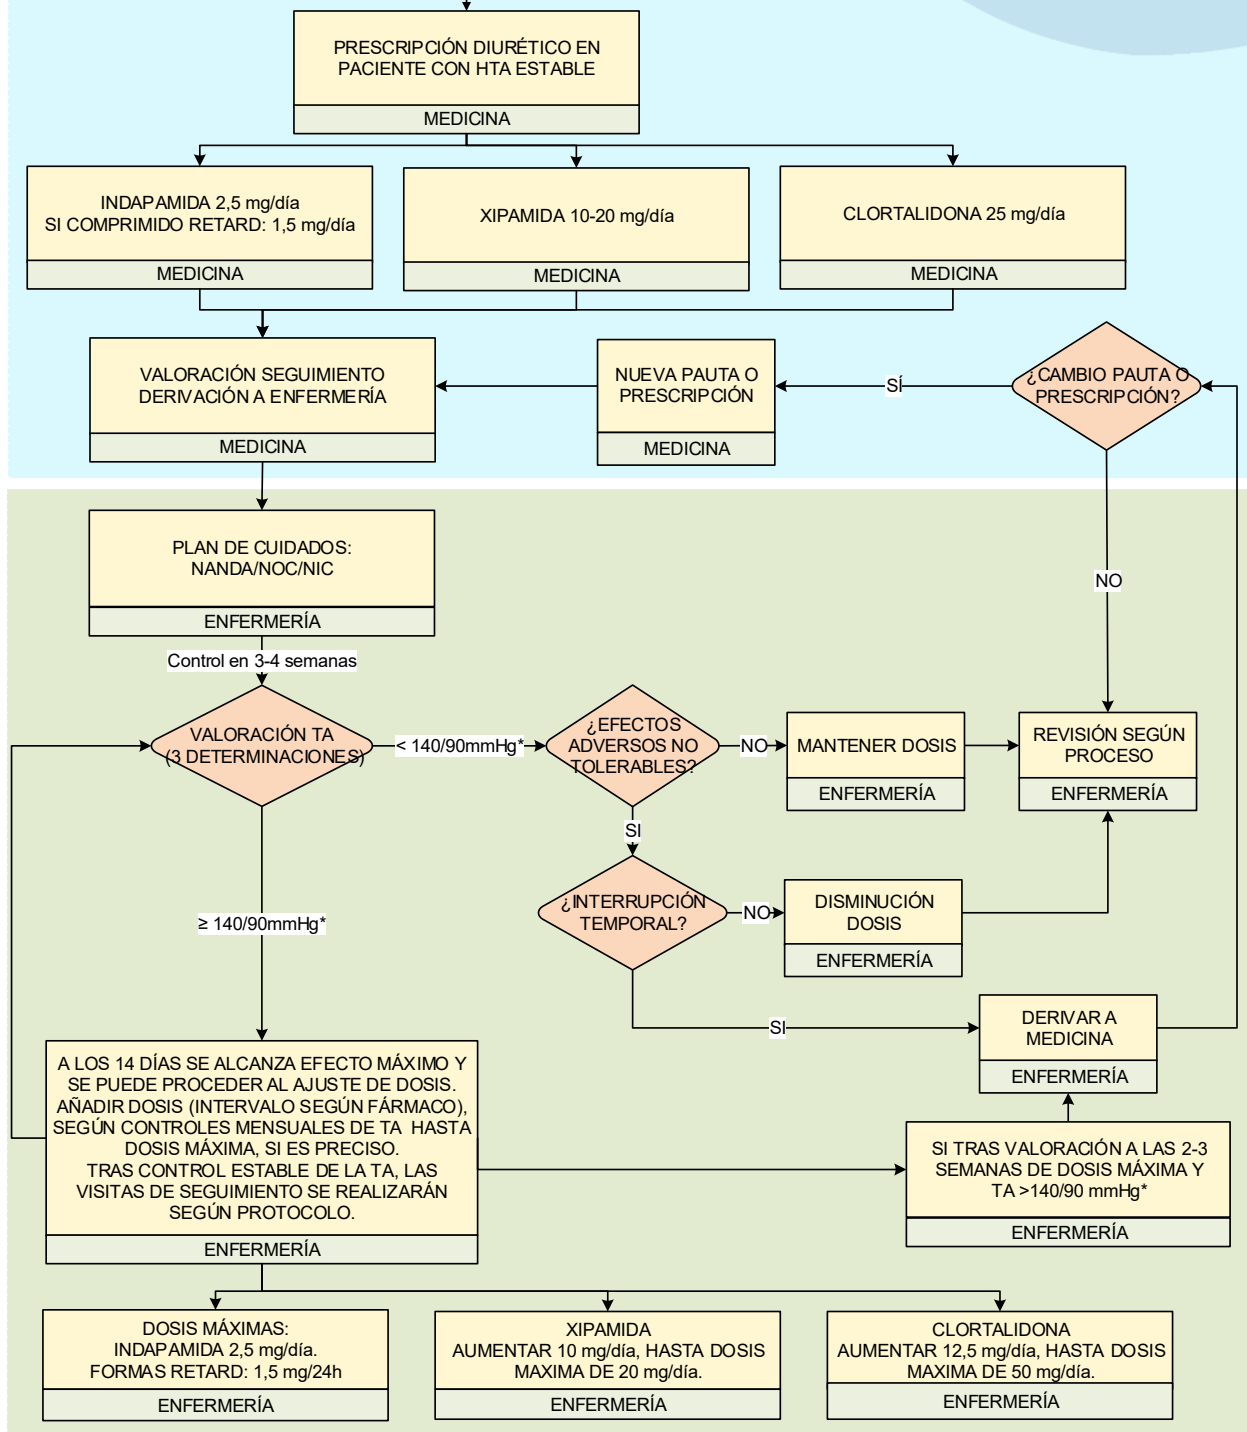 PRESCRIPCIÓN DIURÉTICO EN
PACIENTE CON HTA ESTABLE
MEDICINA
INDAPAMIDA 2,5 mg/día
SI COMPRIMIDO RETARD: 1,5 mg/día
MEDICINA
XIPAMIDA 10-20 mg/día
MEDICINA
CLORTALIDONA 25 mg/día
MEDICINA
VALORACIÓN SEGUIMIENTO
DERIVACIÓN A ENFERMERÍA
MEDICINA
NUEVA PAUTA O
PRESCRIPCIÓN
MEDICINA
SÍ
¿CAMBIO PAUTA O
PRESCRIPCIÓN?
NO
PLAN DE CUIDADOS:
NANDA/NOC/NIC
ENFERMERÍA
Control en 3-4 semanas
VALORACIÓN TA
(3 DETERMINACIONES)
< 140/90mmHg*
¿EFECTOS
ADVERSOS NO
TOLERABLES?
NO
MANTENER DOSIS
ENFERMERÍA
REVISIÓN SEGÚN
PROCESO
ENFERMERÍA
SI
¿INTERRUPCIÓN
TEMPORAL?
NO
DISMINUCIÓN
DOSIS
ENFERMERÍA
≥ 140/90mmHg*
SI
DERIVAR A
MEDICINA
ENFERMERÍA
A LOS 14 DÍAS SE ALCANZA EFECTO MÁXIMO Y
SE PUEDE PROCEDER AL AJUSTE DE DOSIS.
AÑADIR DOSIS (INTERVALO SEGÚN FÁRMACO),
SEGÚN CONTROLES MENSUALES DE TA HASTA
DOSIS MÁXIMA, SI ES PRECISO.
TRAS CONTROL ESTABLE DE LA TA, LAS
VISITAS DE SEGUIMIENTO SE REALIZARÁN
SEGÚN PROTOCOLO.
ENFERMERÍA
SI TRAS VALORACIÓN A LAS 2-3
SEMANAS DE DOSIS MÁXIMA Y
TA >140/90 mmHg*
ENFERMERÍA
DOSIS MÁXIMAS:
INDAPAMIDA 2,5 mg/día.
FORMAS RETARD: 1,5 mg/24h
ENFERMERÍA
XIPAMIDA
AUMENTAR 10 mg/día, HASTA DOSIS
MAXIMA DE 20 mg/día.
ENFERMERÍA
CLORTALIDONA
AUMENTAR 12,5 mg/día, HASTA DOSIS
MAXIMA DE 50 mg/día.
ENFERMERÍA